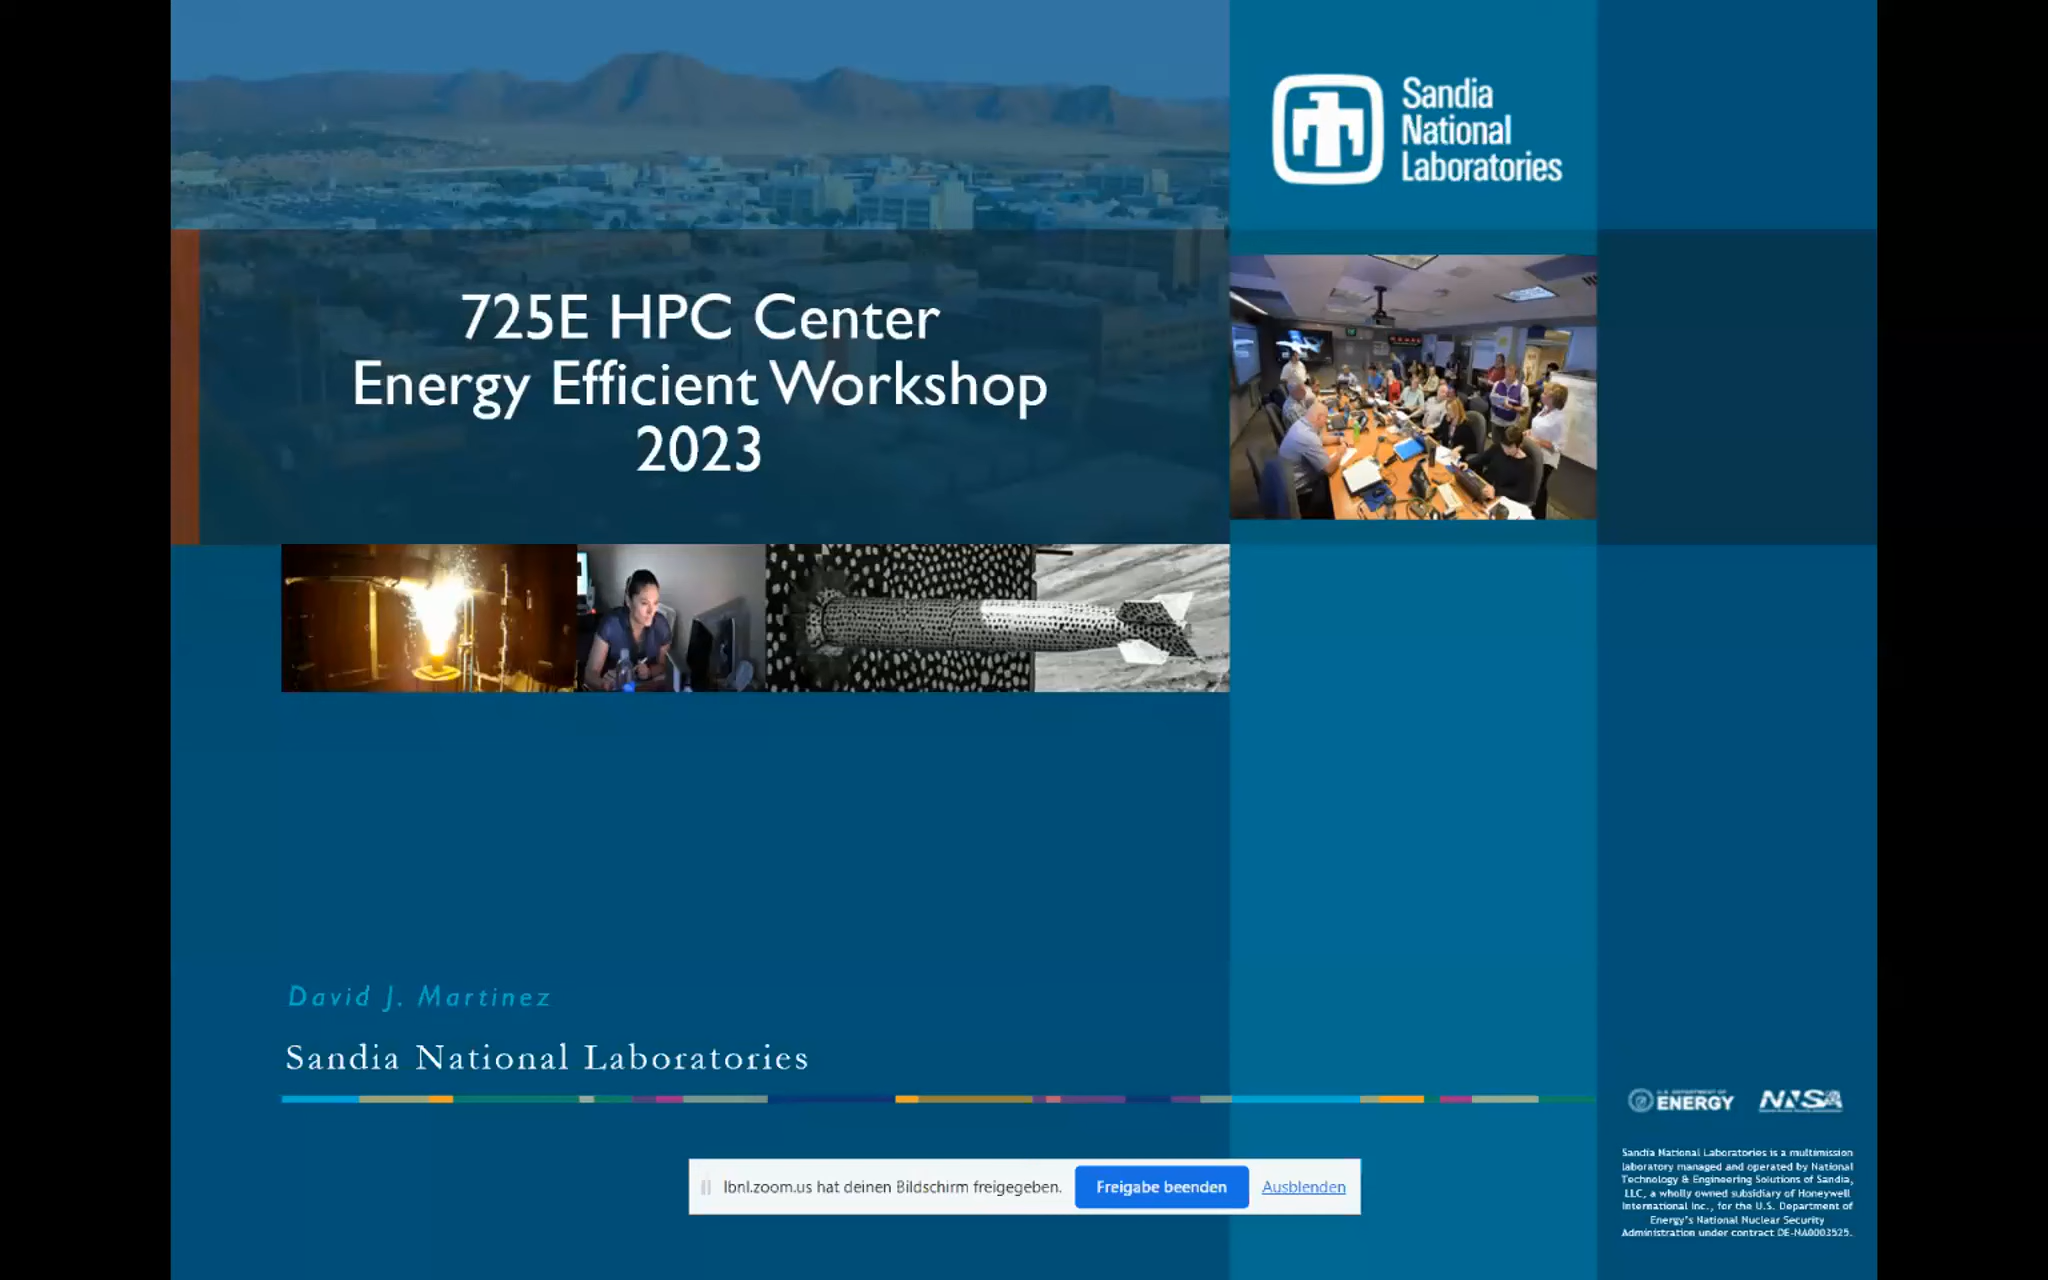 Sandia
National
Laboratories
725E HPC Center
Energy Efficient Workshop
2023
David J. Martinez
Sandia National Laboratories
U.S. DEPARTMENT OF
ENERGY
NNSA
lbnl.zoom.us hat deinen Bildschirm freigegeben.
Freigabe beenden
Ausblenden
Sandia National Laboratories is a multimission
laboratory managed and operated by National
Technology & Engineering Solutions of Sandia,
LLC, a wholly owned subsidiary of Honeywell
International Inc., for the U.S. Department of
Energy's National Nuclear Security
Administration under contract DE-NA0003525.